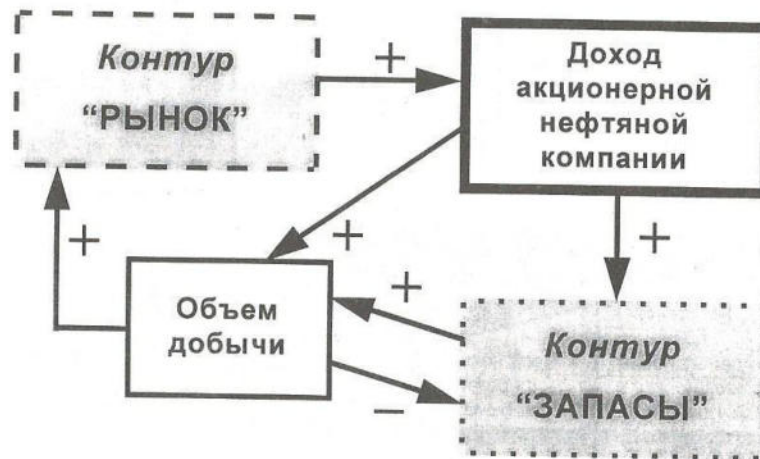 Контур
“РЫНОК”
+
Доход
акционерной
нефтяной
компании
+
+
+
Объем
добычи
+
−
Контур
“ЗАПАСЫ”